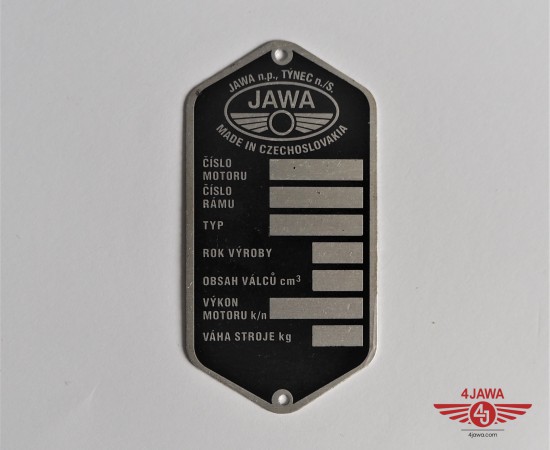 JAWA n.p., TÝNEC n./S.
JAWA
MADE IN CZECHOSLOVAKIA
ČÍSLO
MOTORU
ČÍSLO
RÁMU
TYP
ROK VÝROBY
OBSAH VÁLCŮ cm³
VÝKON
MOTORU k/n
VÁHA STROJE kg
4JAWA
4J
4jawa.com